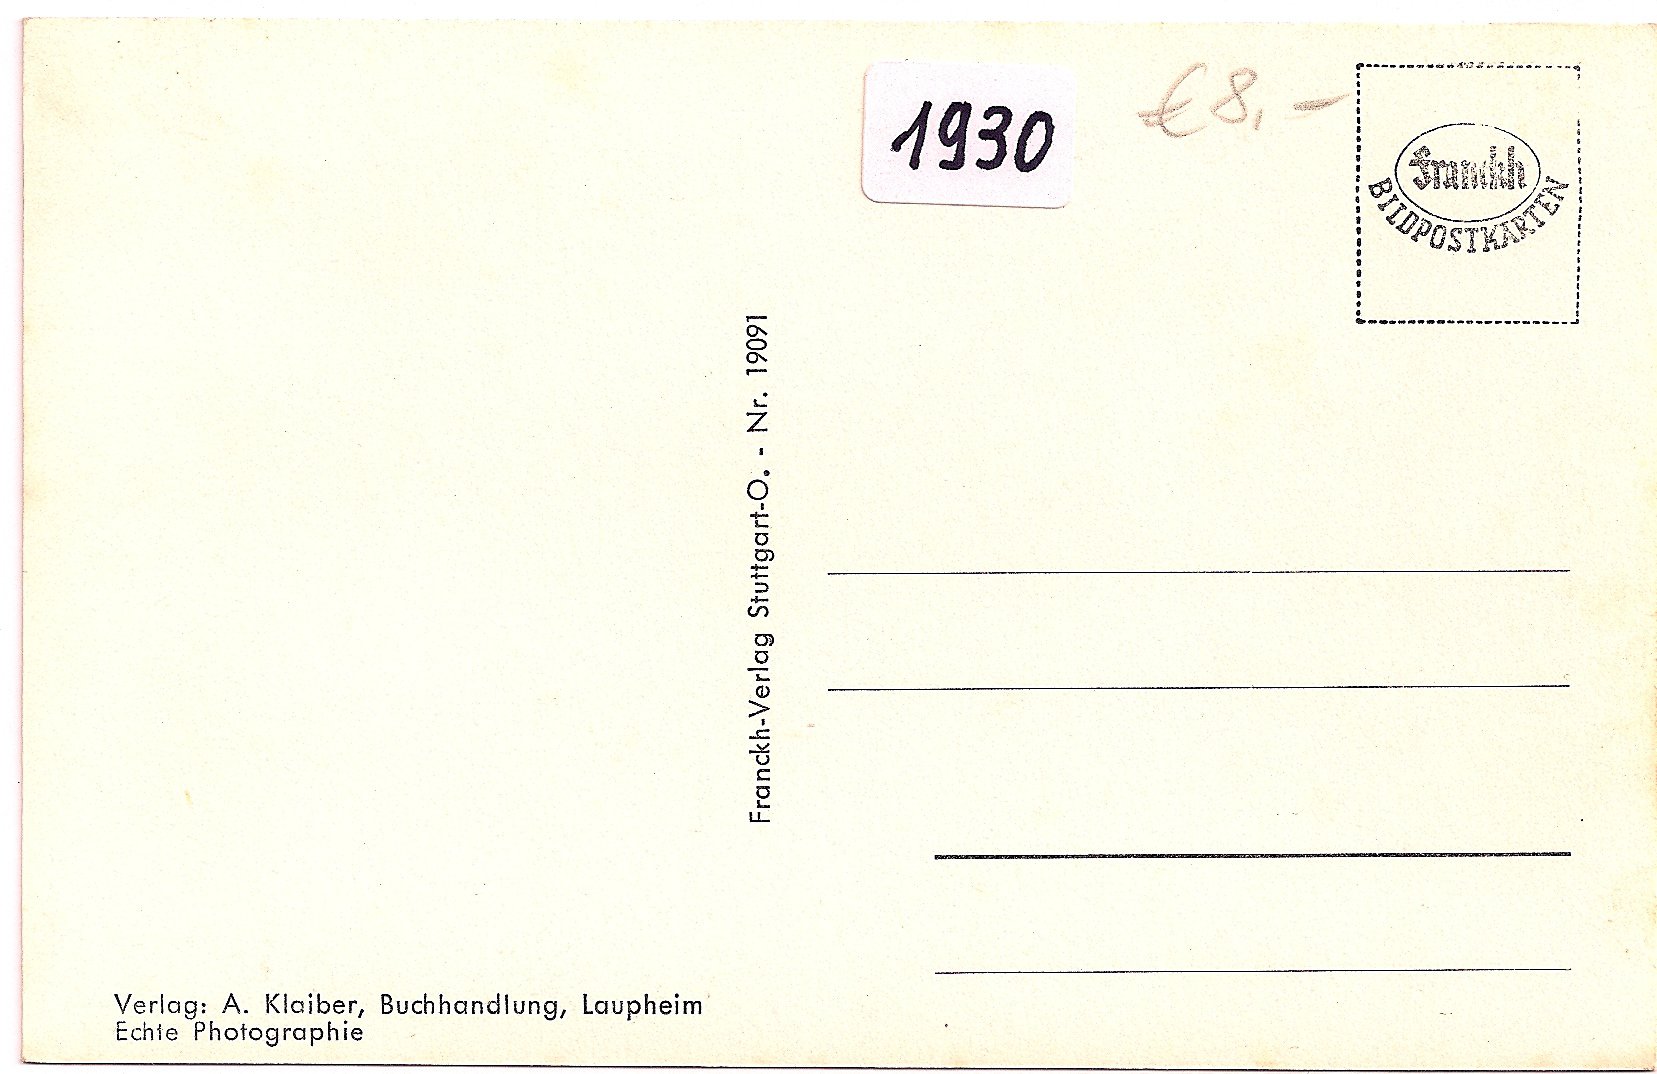 1930
€ 8,-
Franckh
BILDPOSTKARTEN
Franckh-Verlag Stuttgart-O. - Nr. 19091
Verlag: A. Klaiber, Buchhandlung, Laupheim
Echte Photographie